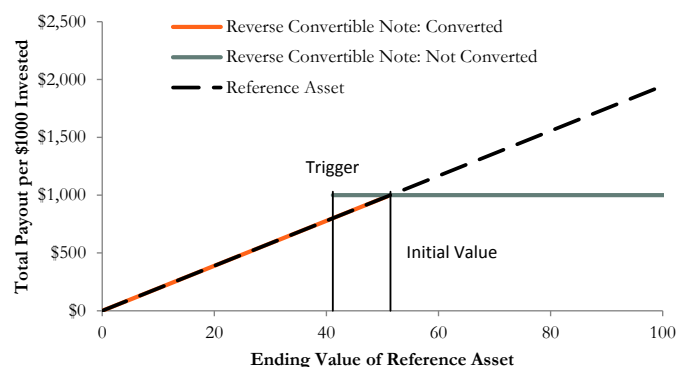 $2,500
$2,000
$1,500
$1,000
$500
$0
Total Payout per $1000 Invested
Reverse Convertible Note: Converted
Reverse Convertible Note: Not Converted
Reference Asset
Trigger
Initial Value
0 20 40 60 80 100
Ending Value of Reference Asset